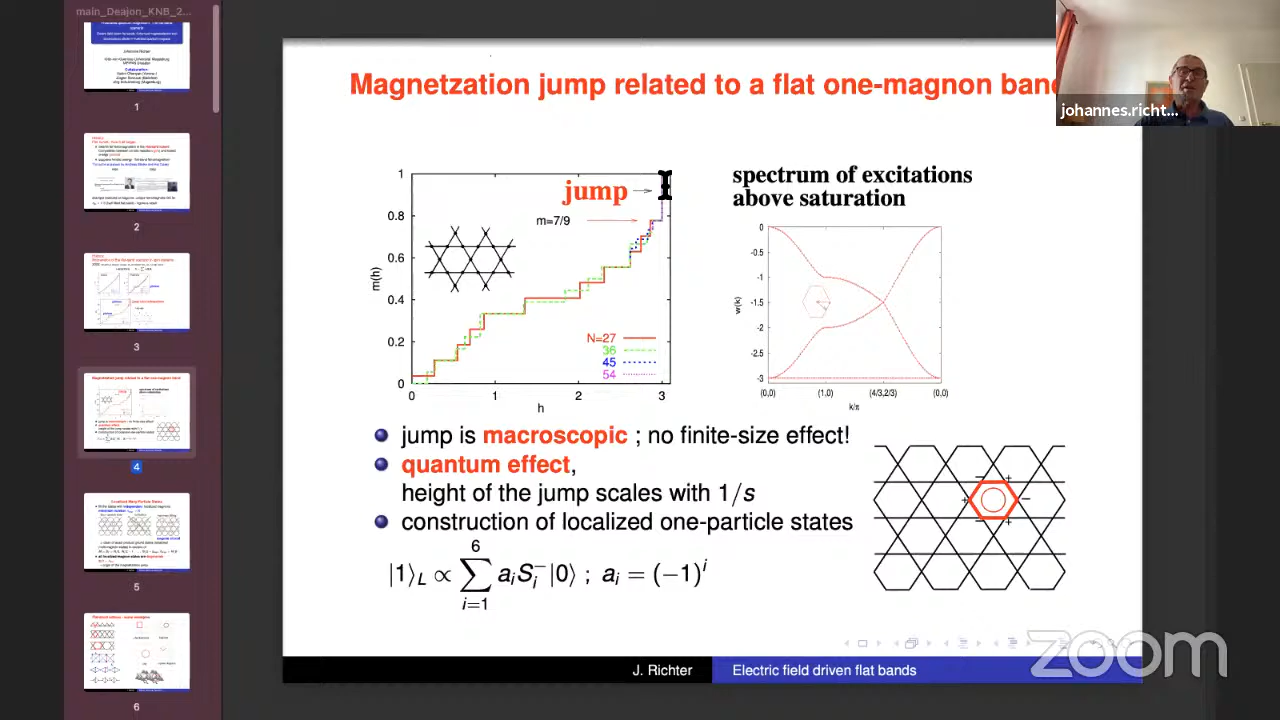 main_Deajon_KNB_2...
Magnetzation jump related to a flat one-magnon band
johannes.richt...
jump
m=7/9
m(h)
1
0.8
0.6
0.4
0.2
0
0 1 2 3
h
N=27
36
45
54
spectrum of excitations
above saturation
w(k)
0
-0.5
-1
-1.5
-2
-2.5
-3
(0,0) (1,0) (4/3,2/3) (0,0)
k/π
jump is macroscopic ; no finite-size effect!
quantum effect,
height of the jump scales with 1/s
construction of localized one-particle states
|1⟩L ∝ ∑ i=1 6 aiSi−|0⟩ ; ai = (−1)i
− +
+ −
− +
J. Richter Electric field driven flat bands
zoom
1
2
3
4
5
6